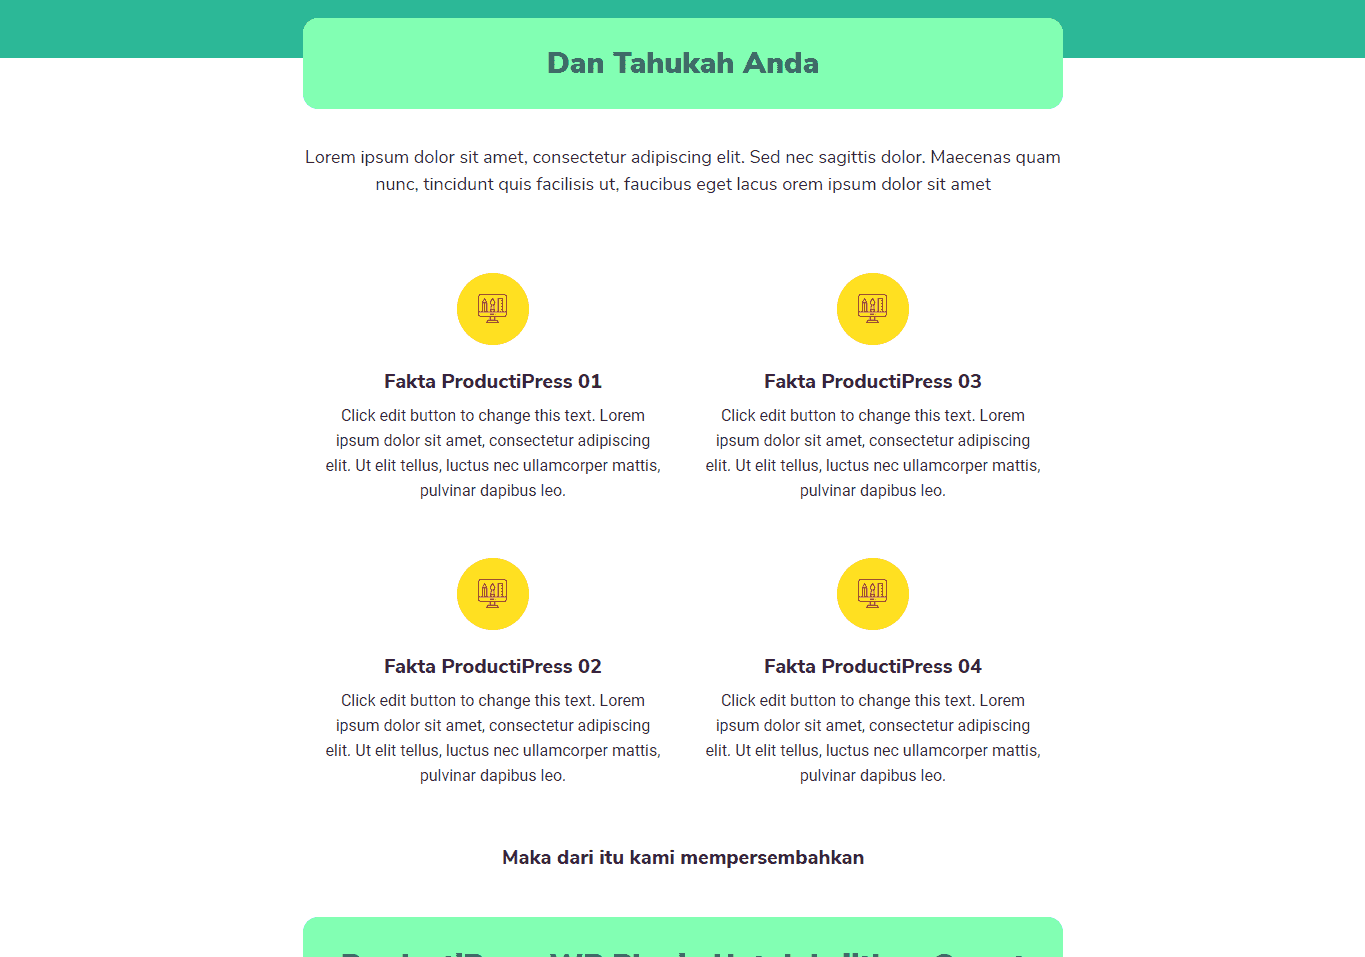 Dan Tahukah Anda
Lorem ipsum dolor sit amet, consectetur adipiscing elit. Sed nec sagittis dolor. Maecenas quam
nunc, tincidunt quis facilisis ut, faucibus eget lacus orem ipsum dolor sit amet
Fakta ProductiPress 01
Click edit button to change this text. Lorem
ipsum dolor sit amet, consectetur adipiscing
elit. Ut elit tellus, luctus nec ullamcorper mattis,
pulvinar dapibus leo.
Fakta ProductiPress 03
Click edit button to change this text. Lorem
ipsum dolor sit amet, consectetur adipiscing
elit. Ut elit tellus, luctus nec ullamcorper mattis,
pulvinar dapibus leo.
Fakta ProductiPress 02
Click edit button to change this text. Lorem
ipsum dolor sit amet, consectetur adipiscing
elit. Ut elit tellus, luctus nec ullamcorper mattis,
pulvinar dapibus leo.
Fakta ProductiPress 04
Click edit button to change this text. Lorem
ipsum dolor sit amet, consectetur adipiscing
elit. Ut elit tellus, luctus nec ullamcorper mattis,
pulvinar dapibus leo.
Maka dari itu kami mempersembahkan
ProductiPress WP Plugin Untuk